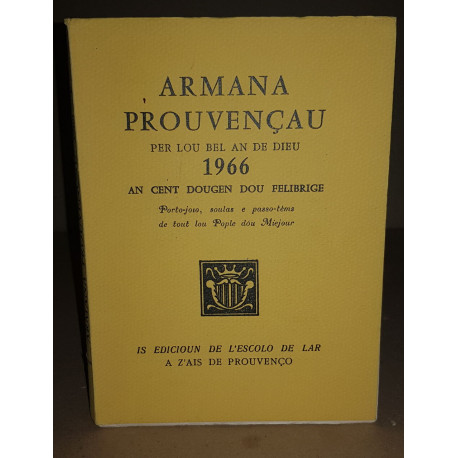 ARMANA
PROUVENÇAU
PER LOU BEL AN DE DIEU
1966
AN CENT DOUGEN DOU FELIBRIGE
Porto-joio, soulas e passo-tèms
de tout lou Pople dóu Miejour
IS EDICIOUN DE L'ESCOLO DE LAR
A Z'AIS DE PROUVENÇO